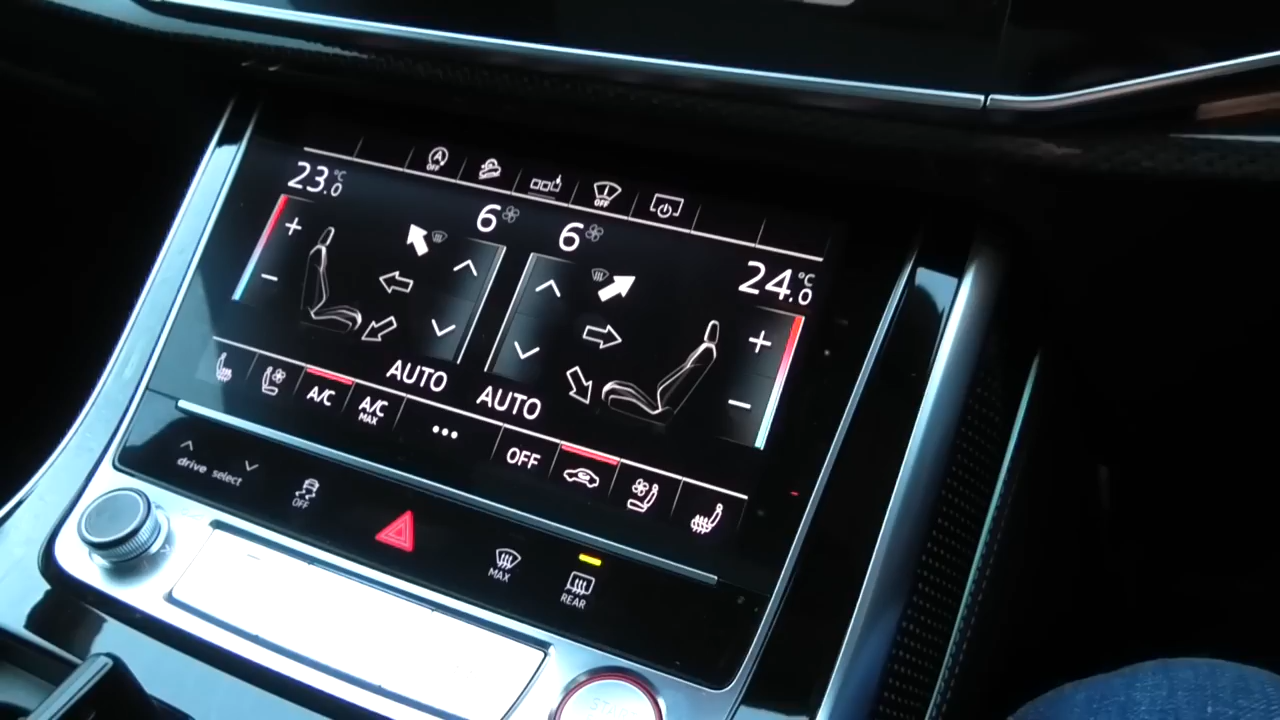 A
OFF
OFF
23.0 °C
6
6
24.0 °C
+
−
+
−
AUTO
AUTO
A/C
A/C
MAX
•••
OFF
drive select
OFF
MAX
REAR